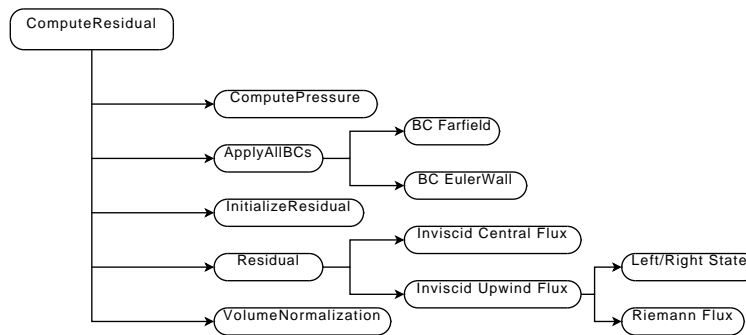 ComputeResidual
ComputePressure
BC Farfield
ApplyAllBCs
BC EulerWall
InitializeResidual
Inviscid Central Flux
Residual
Left/Right State
Inviscid Upwind Flux
VolumeNormalization
Riemann Flux